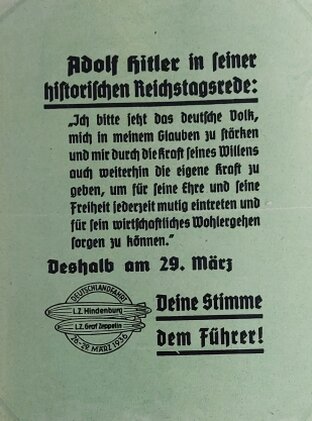 Adolf Hitler in seiner
historischen Reichstagsrede:
„Ich bitte jetzt das deutsche Volk,
mich in meinem Glauben zu stärken
und mir durch die Kraft seines Willens
auch weiterhin die eigene Kraft zu
geben, um für seine Ehre und seine
Freiheit jederzeit mutig eintreten und
für sein wirtschaftliches Wohlergehen
sorgen zu können.“
Deshalb am 29. März
DEUTSCHLANDFAHRT
L.Z. Hindenburg
L.Z. Graf Zeppelin
26.-29. MÄRZ 1936
Deine Stimme
dem Führer!